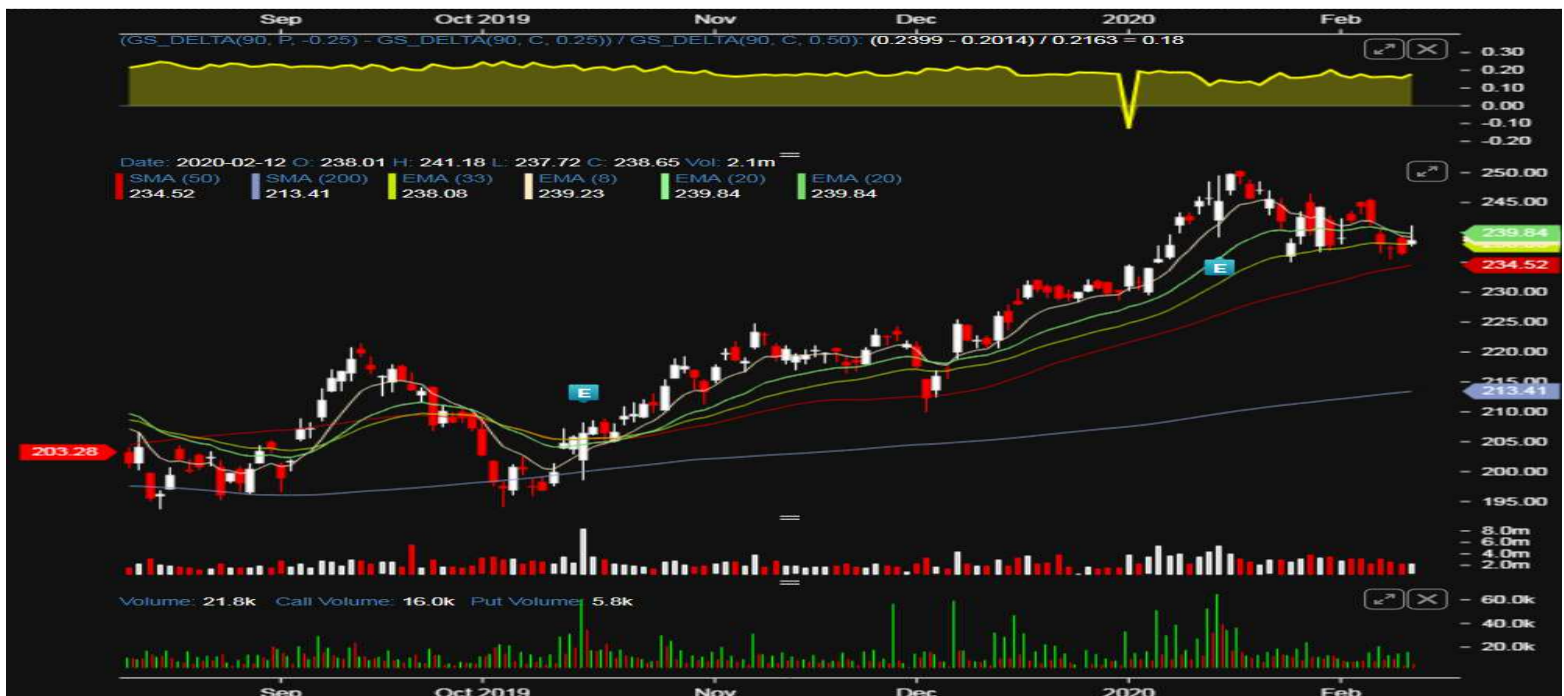 Sep Oct 2019 Nov Dec 2020 Feb
(GS_DELTA(90, P, -0.25) - GS_DELTA(90, C, 0.25)) / GS_DELTA(90, C, 0.50): (0.2399 - 0.2014) / 0.2163 = 0.18
0.30
0.20
0.10
0.00
-0.10
-0.20
Date: 2020-02-12 O: 238.01 H: 241.18 L: 237.72 C: 238.65 Vol: 2.1m
SMA (50) SMA (200) EMA (33) EMA (8) EMA (20) EMA (20)
234.52 213.41 238.08 239.23 239.84 239.84
250.00
245.00
239.84
234.52
E
230.00
225.00
220.00
215.00
213.41
E
210.00
205.00
203.28
200.00
195.00
8.0m
6.0m
4.0m
2.0m
Volume: 21.8k Call Volume: 16.0k Put Volume: 5.8k
60.0k
40.0k
20.0k
Sep Oct 2019 Nov Dec 2020 Feb